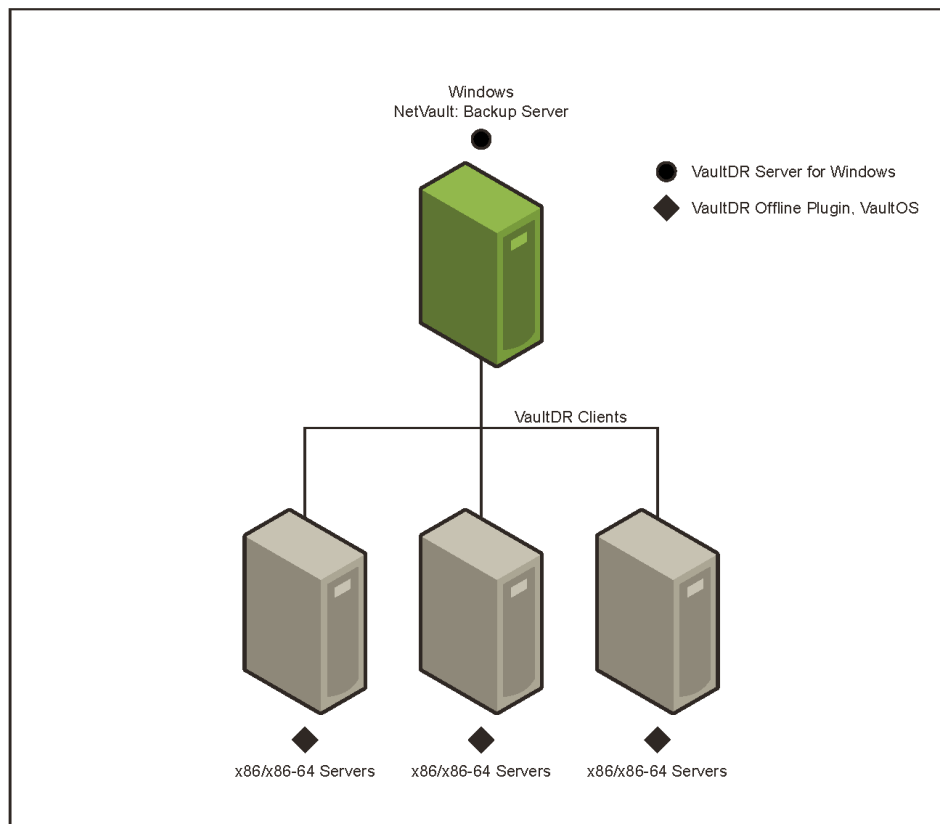 Windows
NetVault: Backup Server
VaultDR Server for Windows
VaultDR Offline Plugin, VaultOS
VaultDR Clients
x86/x86-64 Servers
x86/x86-64 Servers
x86/x86-64 Servers